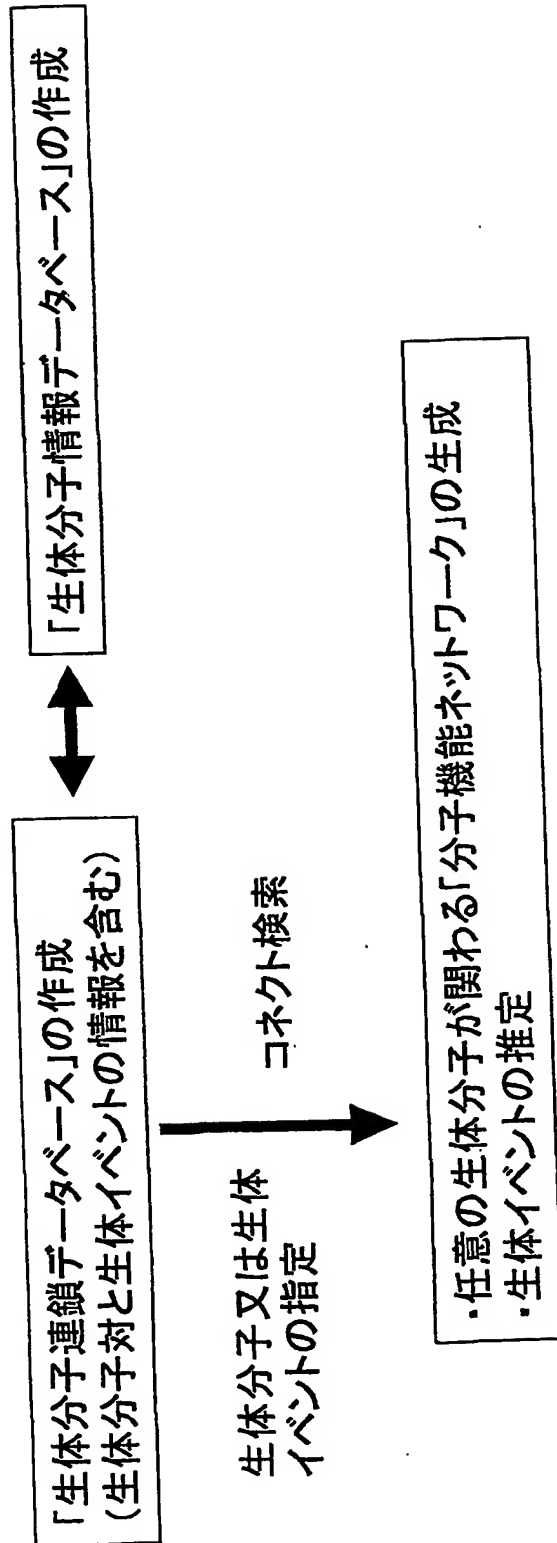 「生体分子連鎖データベース」の作成
(生体分子対と生体イベントの情報を含む)
「生体分子情報データベース」の作成
生体分子又は生体
イベントの指定
コネクト検索
・任意の生体分子が関わる「分子機能ネットワーク」の生成
・生体イベントの推定